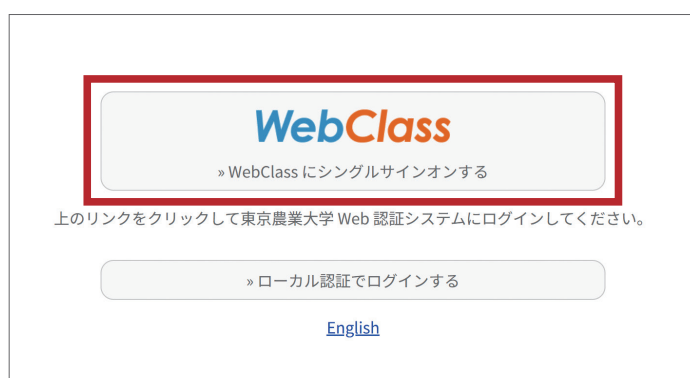 WebClass
» WebClass にシングルサインオンする
上のリンクをクリックして東京農業大学 Web 認証システムにログインしてください。
» ローカル認証でログインする
English